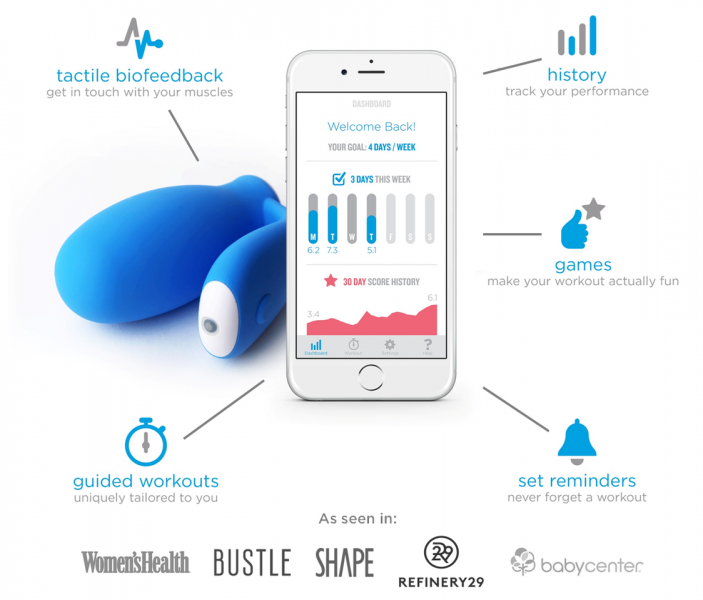 tactile biofeedback
get in touch with your muscles
history
track your performance
DASHBOARD
Welcome Back!
YOUR GOAL: 4 DAYS / WEEK
3 DAYS THIS WEEK
M T W T F S S
6.2 7.3 5.1
30 DAY SCORE HISTORY
3.4 6.1
Dashboard Workout Settings Help
games
make your workout actually fun
guided workouts
uniquely tailored to you
set reminders
never forget a workout
As seen in:
Women'sHealth BUSTLE SHAPE R29 REFINERY29 babycenter